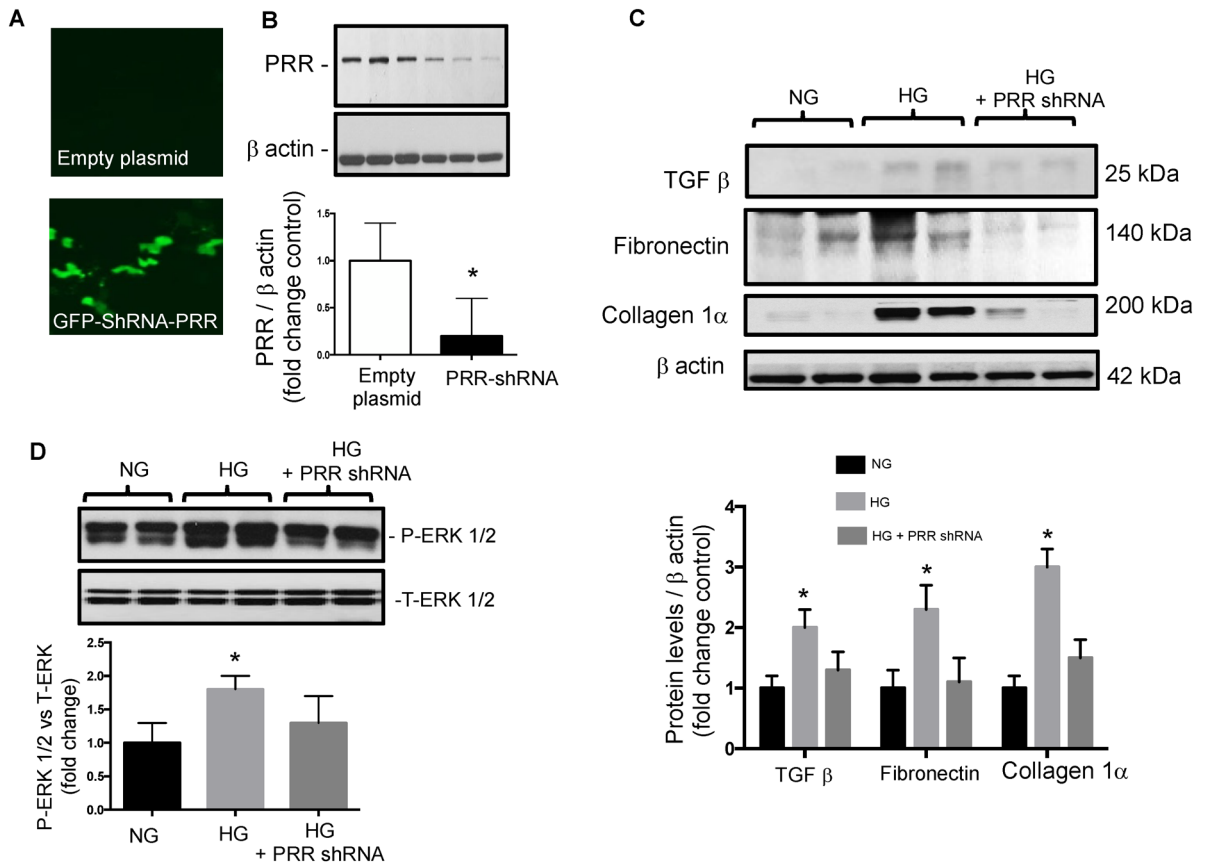 A
Empty plasmid
GFP-ShRNA-PRR
B
PRR -
β actin -
PRR / β actin
(fold change control)
1.5
1.0
0.5
0.0
*
Empty
plasmid
PRR-shRNA
C
NG
HG
HG
+ PRR shRNA
TGF β
25 kDa
Fibronectin
140 kDa
Collagen 1α
200 kDa
β actin
42 kDa
D
NG
HG
HG
+ PRR shRNA
- P-ERK 1/2
-T-ERK 1/2
P-ERK 1/2 vs T-ERK
(fold change)
2.5
2.0
1.5
1.0
0.5
0.0
*
NG
HG
HG
+ PRR shRNA
NG
HG
HG + PRR shRNA
Protein levels / β actin
(fold change control)
4
3
2
1
0
*
*
*
TGF β
Fibronectin
Collagen 1α